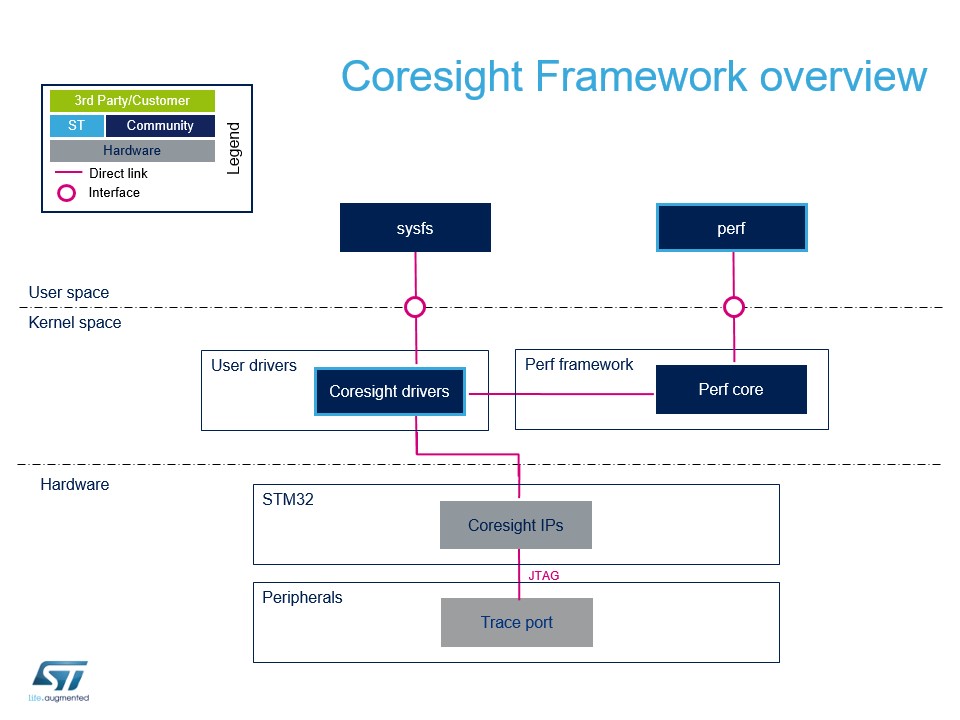 Coresight Framework overview
3rd Party/Customer
ST
Community
Hardware
Direct link
Interface
Legend
sysfs
perf
User space
Kernel space
User drivers
Coresight drivers
Perf framework
Perf core
Hardware
STM32
Coresight IPs
JTAG
Peripherals
Trace port
ST
life.augmented